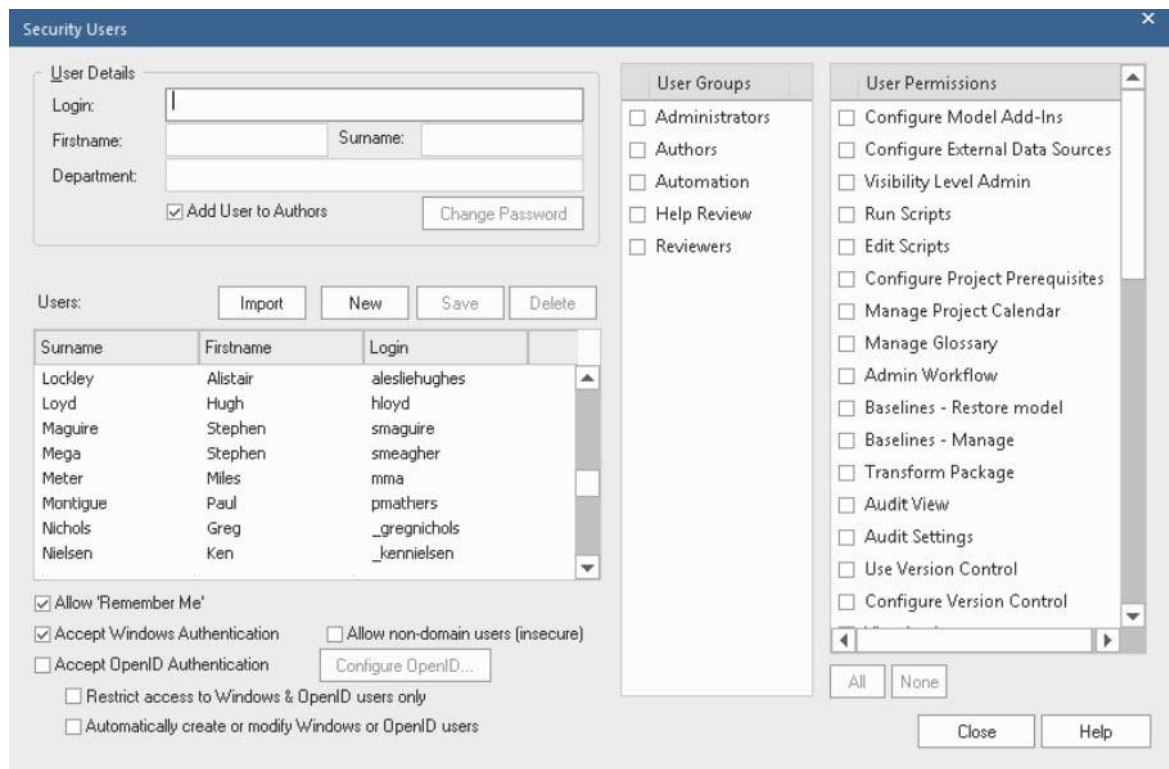 Security Users
User Details
Login:
Firstname:
Surname:
Department:
Add User to Authors
Change Password
Users:
Import
New
Save
Delete
Surname Firstname Login
Lockley Alistair alesliehughes
Loyd Hugh hloyd
Maguire Stephen smaguire
Mega Stephen smeagher
Meter Miles mma
Montigue Paul pmathers
Nichols Greg _gregnichols
Nielsen Ken _kennielsen
Allow 'Remember Me'
Accept Windows Authentication
Allow non-domain users (insecure)
Accept OpenID Authentication
Configure OpenID...
Restrict access to Windows & OpenID users only
Automatically create or modify Windows or OpenID users
User Groups
Administrators
Authors
Automation
Help Review
Reviewers
User Permissions
Configure Model Add-Ins
Configure External Data Sources
Visibility Level Admin
Run Scripts
Edit Scripts
Configure Project Prerequisites
Manage Project Calendar
Manage Glossary
Admin Workflow
Baselines - Restore model
Baselines - Manage
Transform Package
Audit View
Audit Settings
Use Version Control
Configure Version Control
All
None
Close
Help